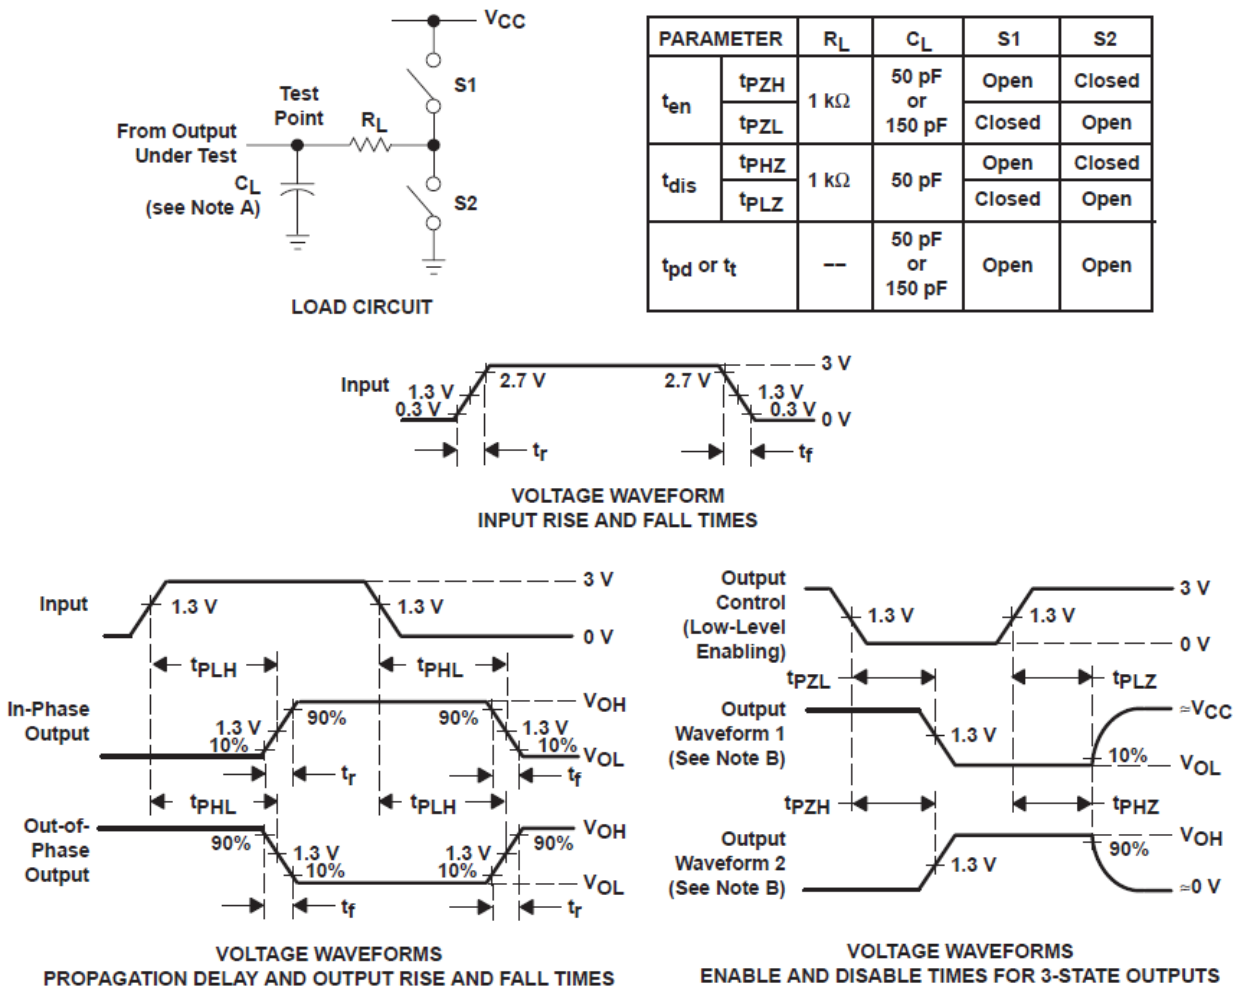 VCC
S1
Test
Point
RL
From Output
Under Test
CL
(see Note A)
S2
LOAD CIRCUIT
PARAMETER RL CL S1 S2
ten tPZH 1 kΩ 50 pF or 150 pF Open Closed
tPZL Closed Open
tdis tPHZ 1 kΩ 50 pF Open Closed
tPLZ Closed Open
tpd or tt –– 50 pF or 150 pF Open Open
Input
1.3 V
0.3 V
2.7 V
2.7 V
3 V
1.3 V
0.3 V
0 V
tr
tf
VOLTAGE WAVEFORM
INPUT RISE AND FALL TIMES
Input
1.3 V
1.3 V
3 V
0 V
tPLH
tPHL
In-Phase
Output
1.3 V
10%
90%
90%
1.3 V
10%
VOH
VOL
tr
tf
tPHL
tPLH
Out-of-
Phase
Output
90%
1.3 V
10%
1.3 V
10%
90%
VOH
VOL
tf
tr
VOLTAGE WAVEFORMS
PROPAGATION DELAY AND OUTPUT RISE AND FALL TIMES
Output
Control
(Low-Level
Enabling)
1.3 V
1.3 V
3 V
0 V
tPZL
tPLZ
Output
Waveform 1
(See Note B)
1.3 V
≈VCC
10%
VOL
tPZH
tPHZ
Output
Waveform 2
(See Note B)
1.3 V
VOH
90%
≈0 V
VOLTAGE WAVEFORMS
ENABLE AND DISABLE TIMES FOR 3-STATE OUTPUTS